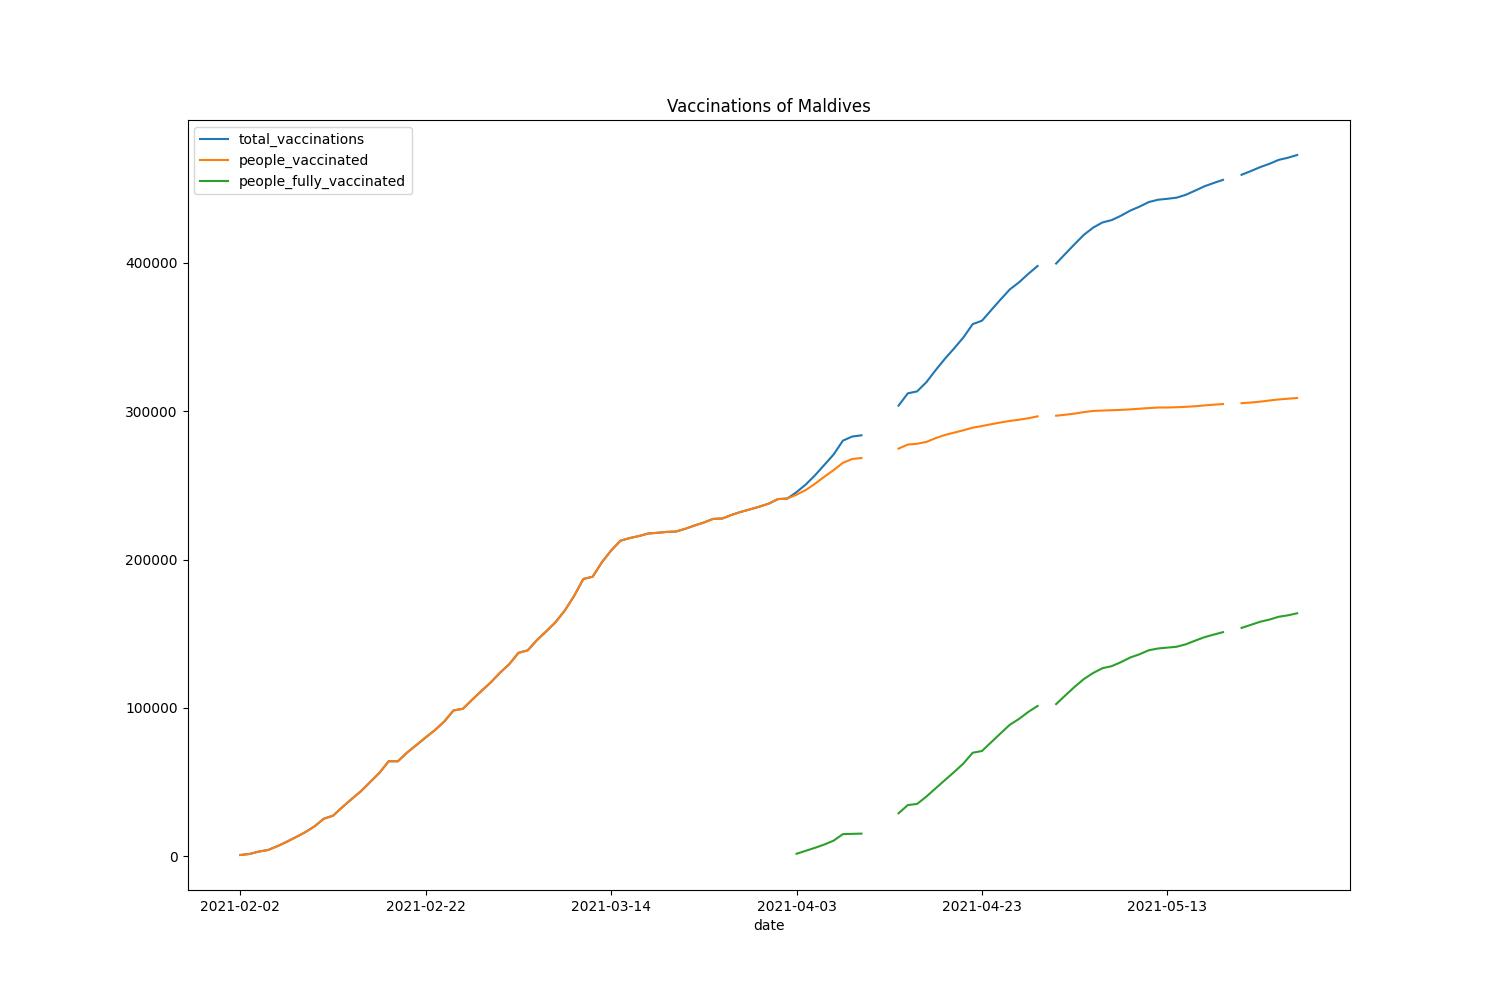 Vaccinations of Maldives
total_vaccinations
people_vaccinated
people_fully_vaccinated
400000
300000
200000
100000
0
2021-02-02 2021-02-22 2021-03-14 2021-04-03 2021-04-23 2021-05-13
date